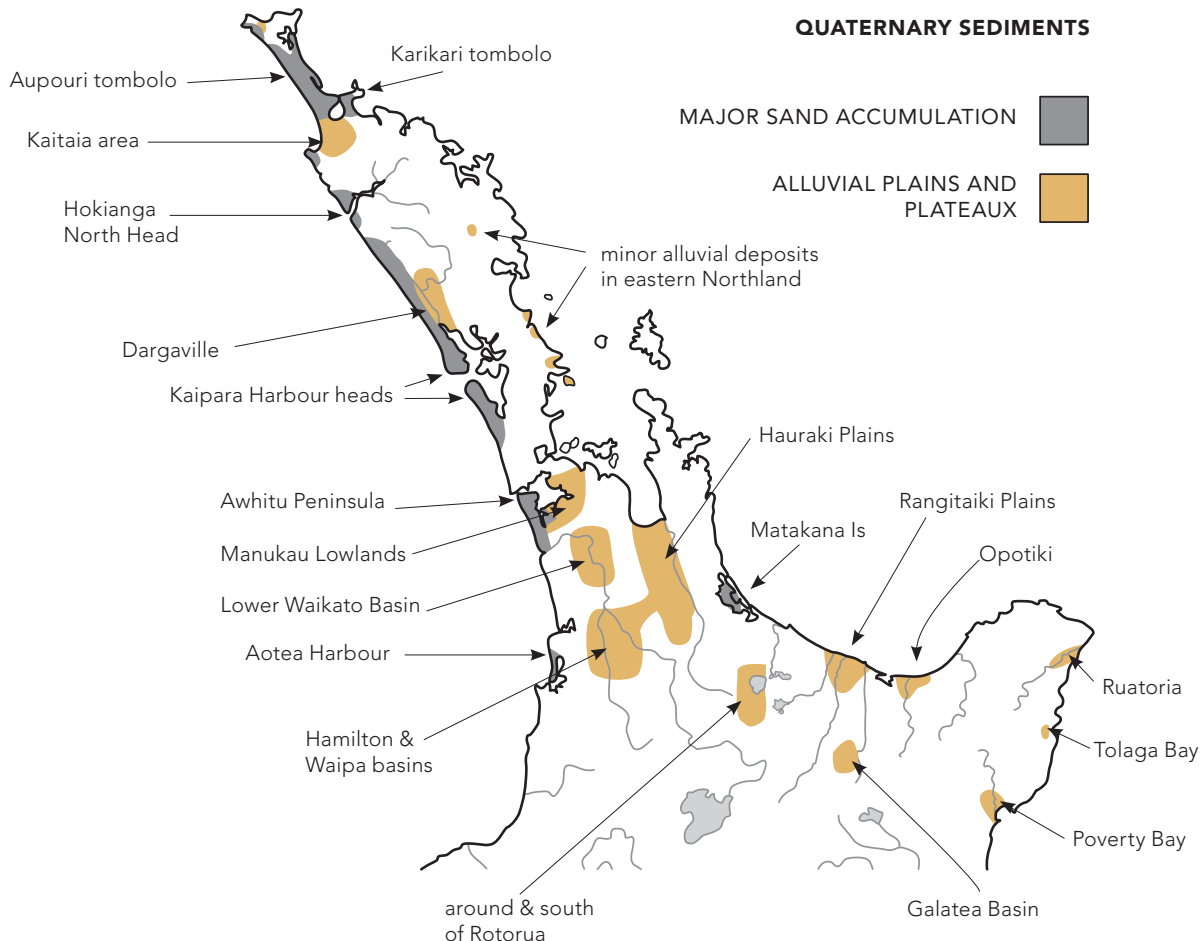 QUATERNARY SEDIMENTS
MAJOR SAND ACCUMULATION
ALLUVIAL PLAINS AND
PLATEAUX
Karikari tombolo
Aupouri tombolo
Kaitaia area
Hokianga
North Head
minor alluvial deposits
in eastern Northland
Dargaville
Kaipara Harbour heads
Hauraki Plains
Awhitu Peninsula
Rangitaiki Plains
Matakana Is
Manukau Lowlands
Opotiki
Lower Waikato Basin
Aotea Harbour
Ruatoria
Hamilton &
Waipa basins
Tolaga Bay
Poverty Bay
around & south
of Rotorua
Galatea Basin